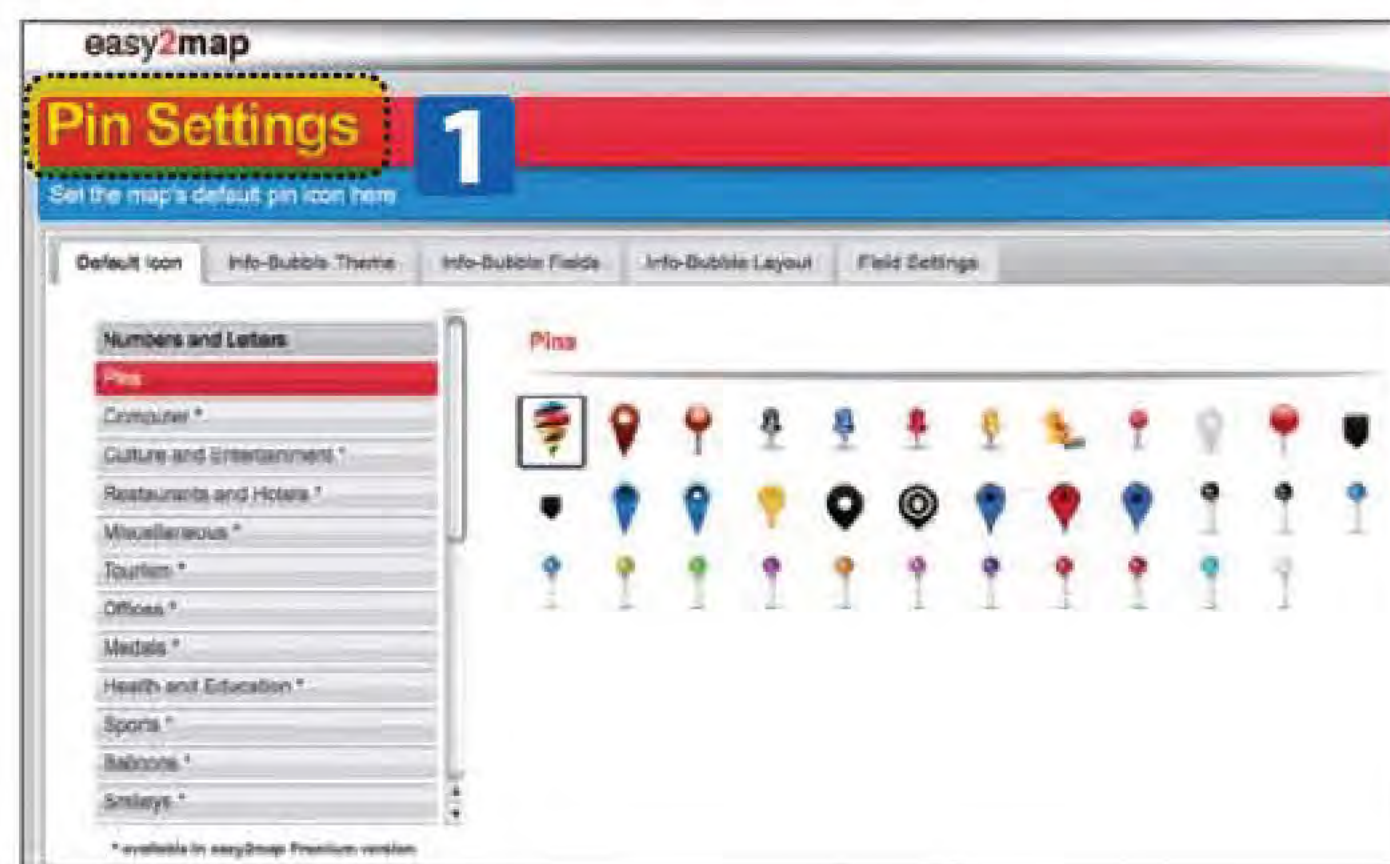 easy2map
Pin Settings
1
Set the map's default pin icon here
Default Icon Info-Bubble Theme Info-Bubble Fields Info-Bubble Layout Field Settings
Numbers and Letters
Pins
Pins
Computer *
Culture and Entertainment *
Restaurants and Hotels *
Miscellaneous *
Tourism *
Offices *
Medals *
Health and Education *
Sports *
Balloons *
Smileys *
* available in easy2map Premium version